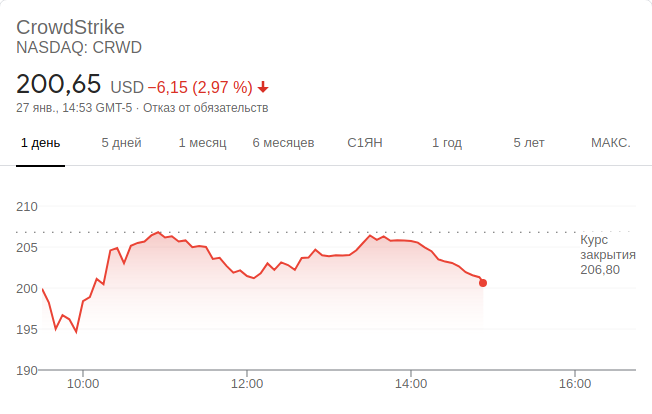 CrowdStrike
NASDAQ: CRWD
200,65 USD −6,15 (2,97 %)
27 янв., 14:53 GMT-5 · Отказ от обязательств
1 день 5 дней 1 месяц 6 месяцев С1ЯН 1 год 5 лет МАКС.
210
205
200
195
190
Курс
закрытия
206,80
10:00 12:00 14:00 16:00